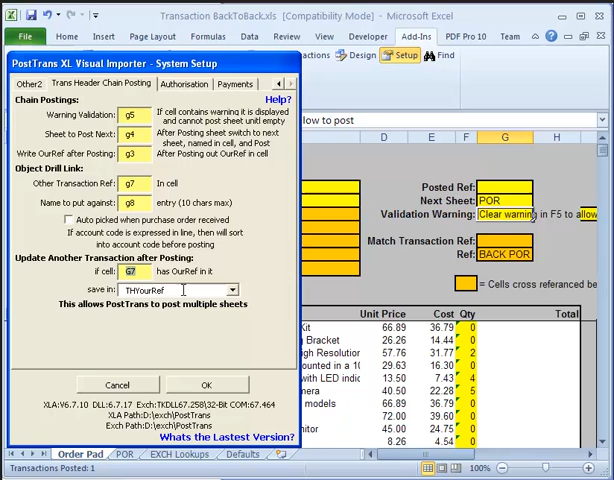 Transaction BackToBack.xls [Compatibility Mode] - Microsoft Excel
File Home Insert Page Layout Formulas Data Review View Developer Add-Ins PDF Pro 10 Team
Design Setup Find
PostTrans XL Visual Importer - System Setup
Other2 Trans Header Chain Posting Authorisation Payments
Chain Postings: Help?
Warning Validation: g5 If cell contains warning it is displayed
and cannot post sheet unitl empty
Sheet to Post Next: g4 After Posting sheet switch to next
sheet, named in cell, and Post
Write OurRef after Posting: g3 After Posting out OurRef in cell
Object Drill Link:
Other Transaction Ref: g7 In cell
Name to put against: g8 entry (10 chars max)
Auto picked when purchase order received
If account code is expressed in line, then will sort
into account code before posting
Update Another Transaction after Posting:
if cell: G7 has OurRef in it
save in: THYourRef
This allows PostTrans to post multiple sheets
Cancel OK
XLA:V6.7.10 DLL:6.7.17 Exch:TKDLL67.258|32-Bit COM:67.464
XLA Path:D:\exch\PostTrans
Exch Path:D:\exch\PostTrans
Whats the Lastest Version?
low to post
D E F G H
Posted Ref:
Next Sheet: POR
Validation Warning: Clear warning in F5 to allow
Match Transaction Ref:
Ref: BACK POR
= Cells cross referenced be
Price Cost Qty Total
Kit 66.89 36.79 0
g Bracket 26.26 14.44 0
igh Resolution 57.76 31.77 2
ounted in a 10 29.63 16.30 0
with LED indic 13.50 7.43 4
mera 40.50 22.28 5
models 66.89 36.79 0
72.00 39.60 0
nitor 45.00 24.75 0
8.26 4.54 0
Order Pad POR EXCH Lookups Defaults
Transactions Posted: 1 100%